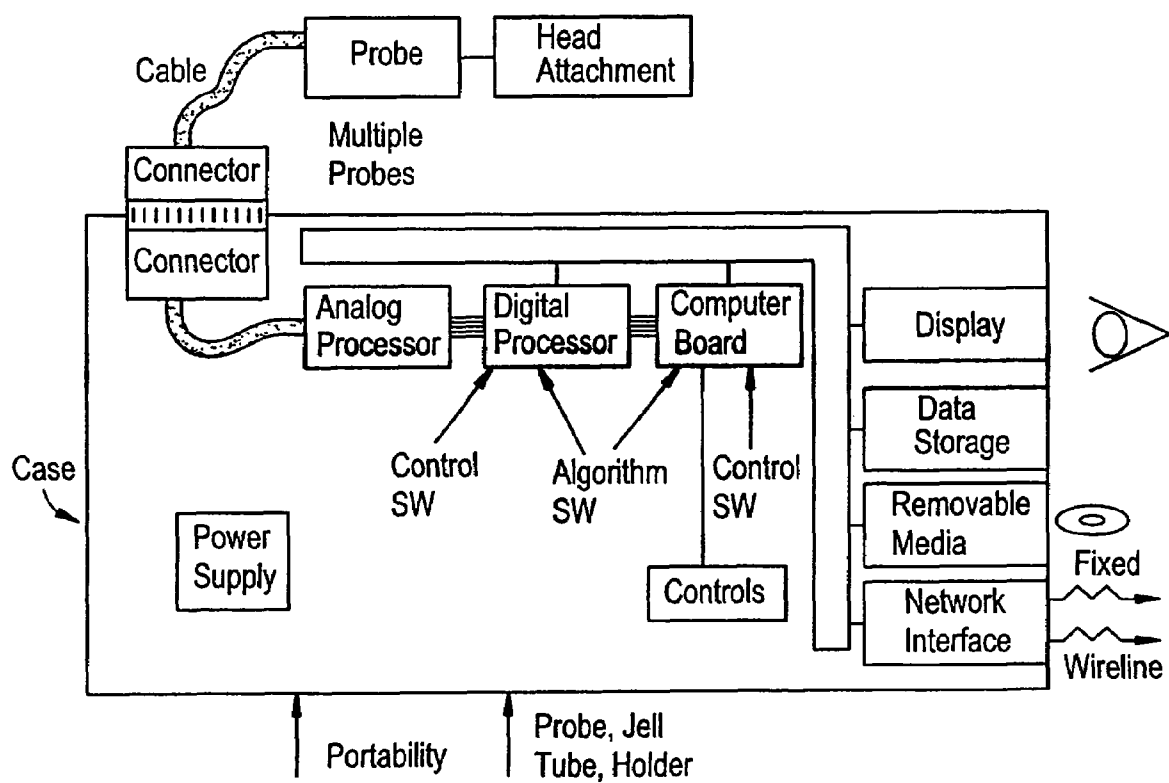 Probe
Head
Attachment
Cable
Multiple
Probes
Connector
Connector
Analog
Processor
Digital
Processor
Computer
Board
Display
Data
Storage
Control
SW
Algorithm
SW
Control
SW
Case
Removable
Media
Power
Supply
Fixed
Controls
Network
Interface
Wireline
Portability
Probe, Jell
Tube, Holder